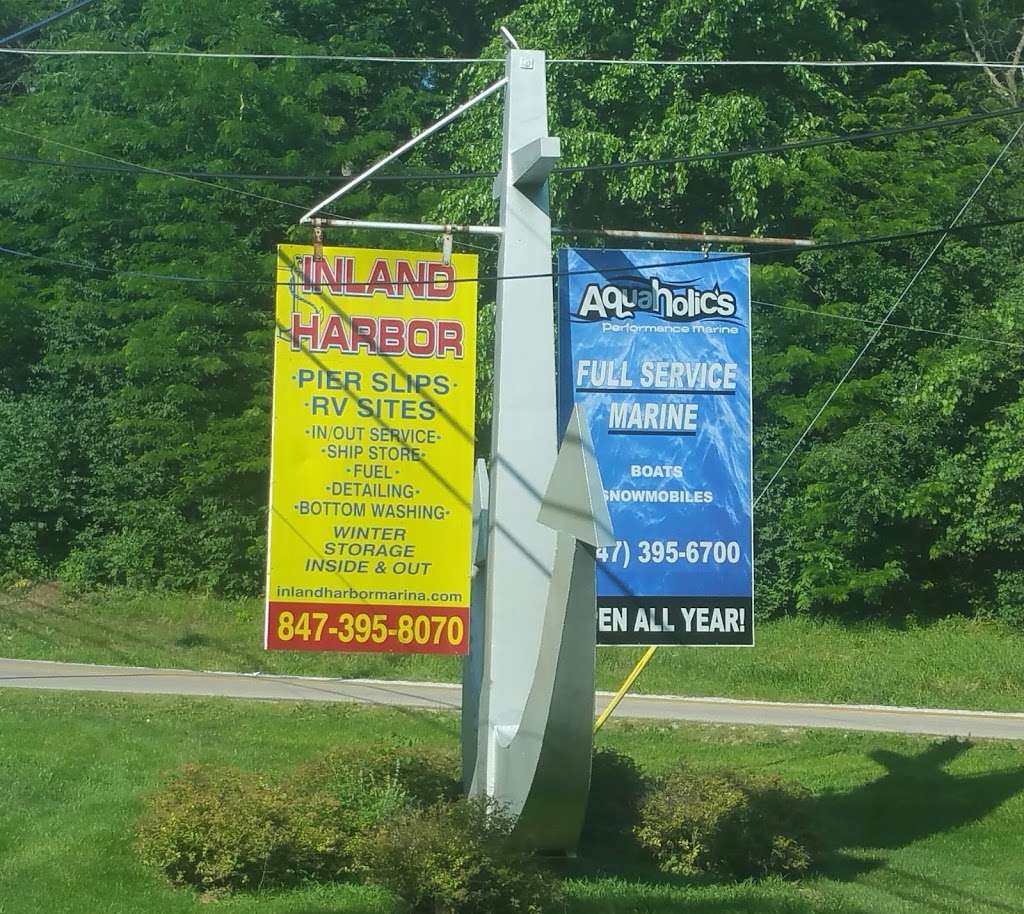 INLAND
HARBOR
·PIER SLIPS·
·RV SITES·
·IN/OUT SERVICE·
·SHIP STORE·
·FUEL·
·DETAILING·
·BOTTOM WASHING·
WINTER
STORAGE
INSIDE & OUT
inlandharbormarina.com
847-395-8070
AQuaHolics
Performance marine
FULL SERVICE
MARINE
BOATS
SNOWMOBILES
47) 395-6700
EN ALL YEAR!